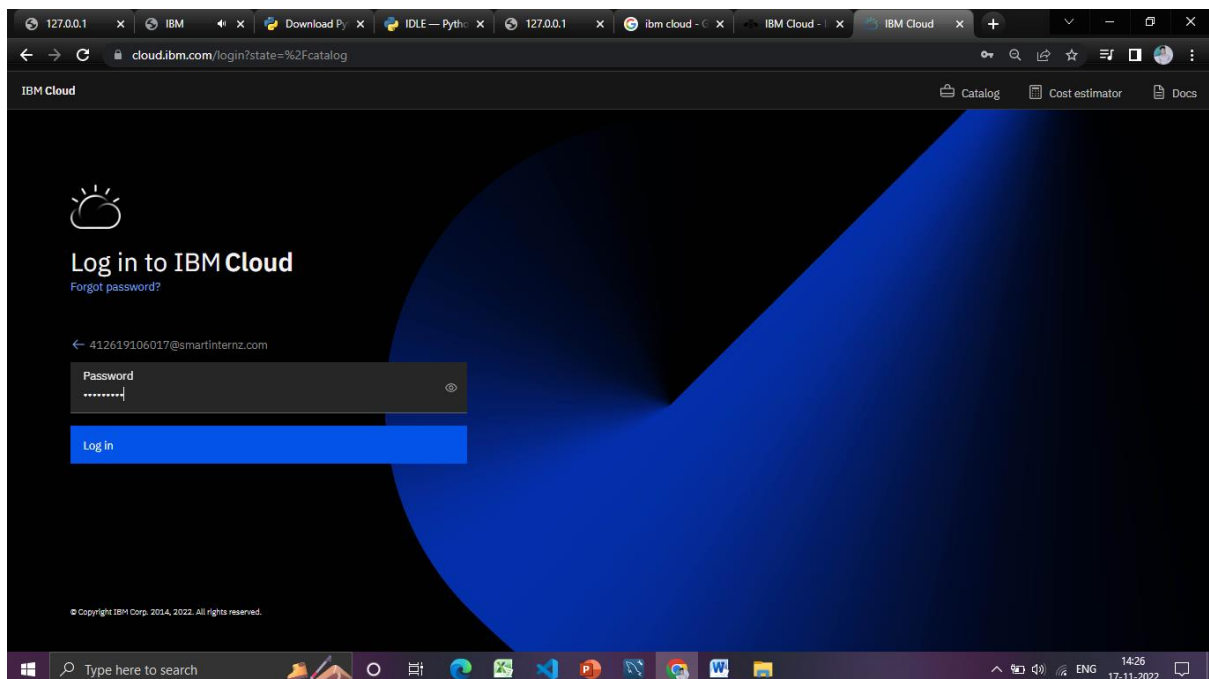 127.0.0.1 IBM Download Py IDLE — Pytho 127.0.0.1 ibm cloud - G IBM Cloud - I IBM Cloud
cloud.ibm.com/login?state=%2Fcatalog
IBM Cloud Catalog Cost estimator Docs
Log in to IBM Cloud
Forgot password?
← 412619106017@smartinternz.com
Password
•••••••••
Log in
© Copyright IBM Corp. 2014, 2022. All rights reserved.
Type here to search ENG 14:26
17-11-2022